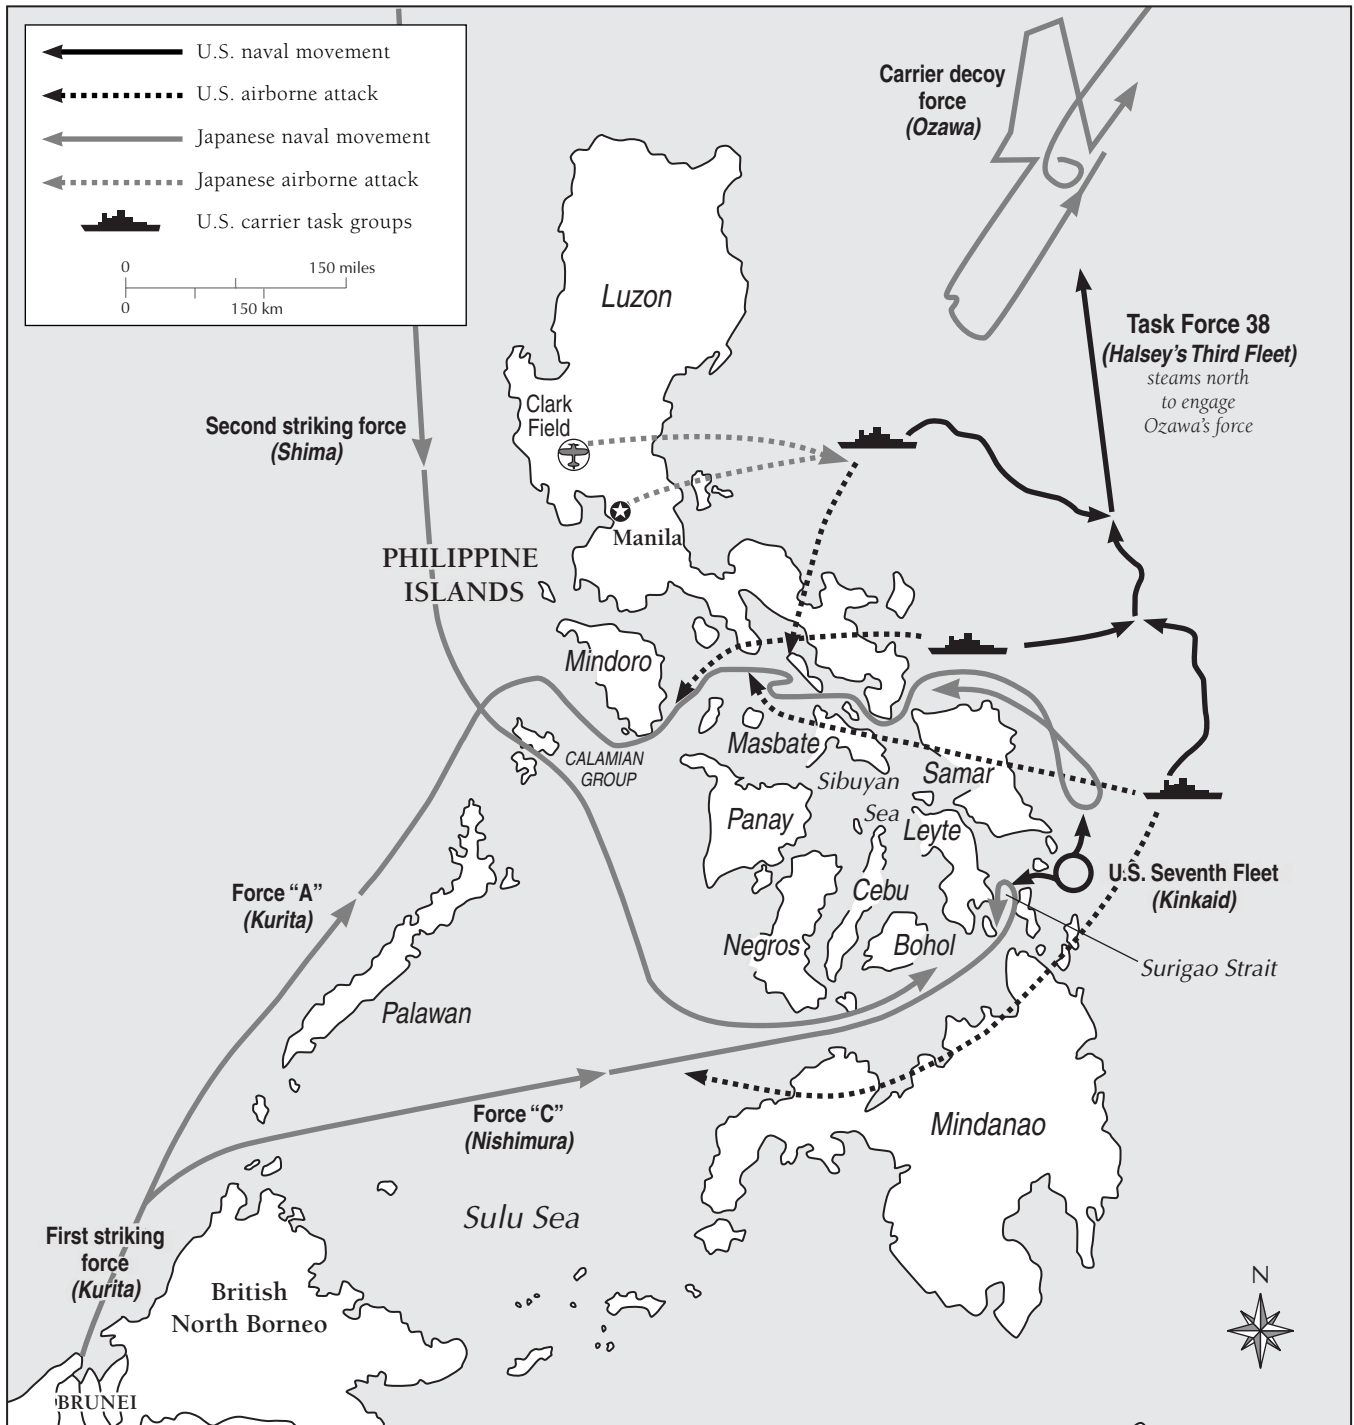 U.S. naval movement
U.S. airborne attack
Japanese naval movement
Japanese airborne attack
U.S. carrier task groups
0 150 miles
0 150 km
Carrier decoy
force
(Ozawa)
Luzon
Task Force 38
(Halsey's Third Fleet)
steams north
to engage
Ozawa's force
Clark
Field
Second striking force
(Shima)
Manila
PHILIPPINE
ISLANDS
Mindoro
CALAMIAN
GROUP
Masbate
Sibuyan
Sea
Samar
Panay
Leyte
Cebu
U.S. Seventh Fleet
(Kinkaid)
Force “A”
(Kurita)
Negros
Bohol
Surigao Strait
Palawan
Force “C”
(Nishimura)
Mindanao
Sulu Sea
First striking
force
(Kurita)
British
North Borneo
BRUNEI
N